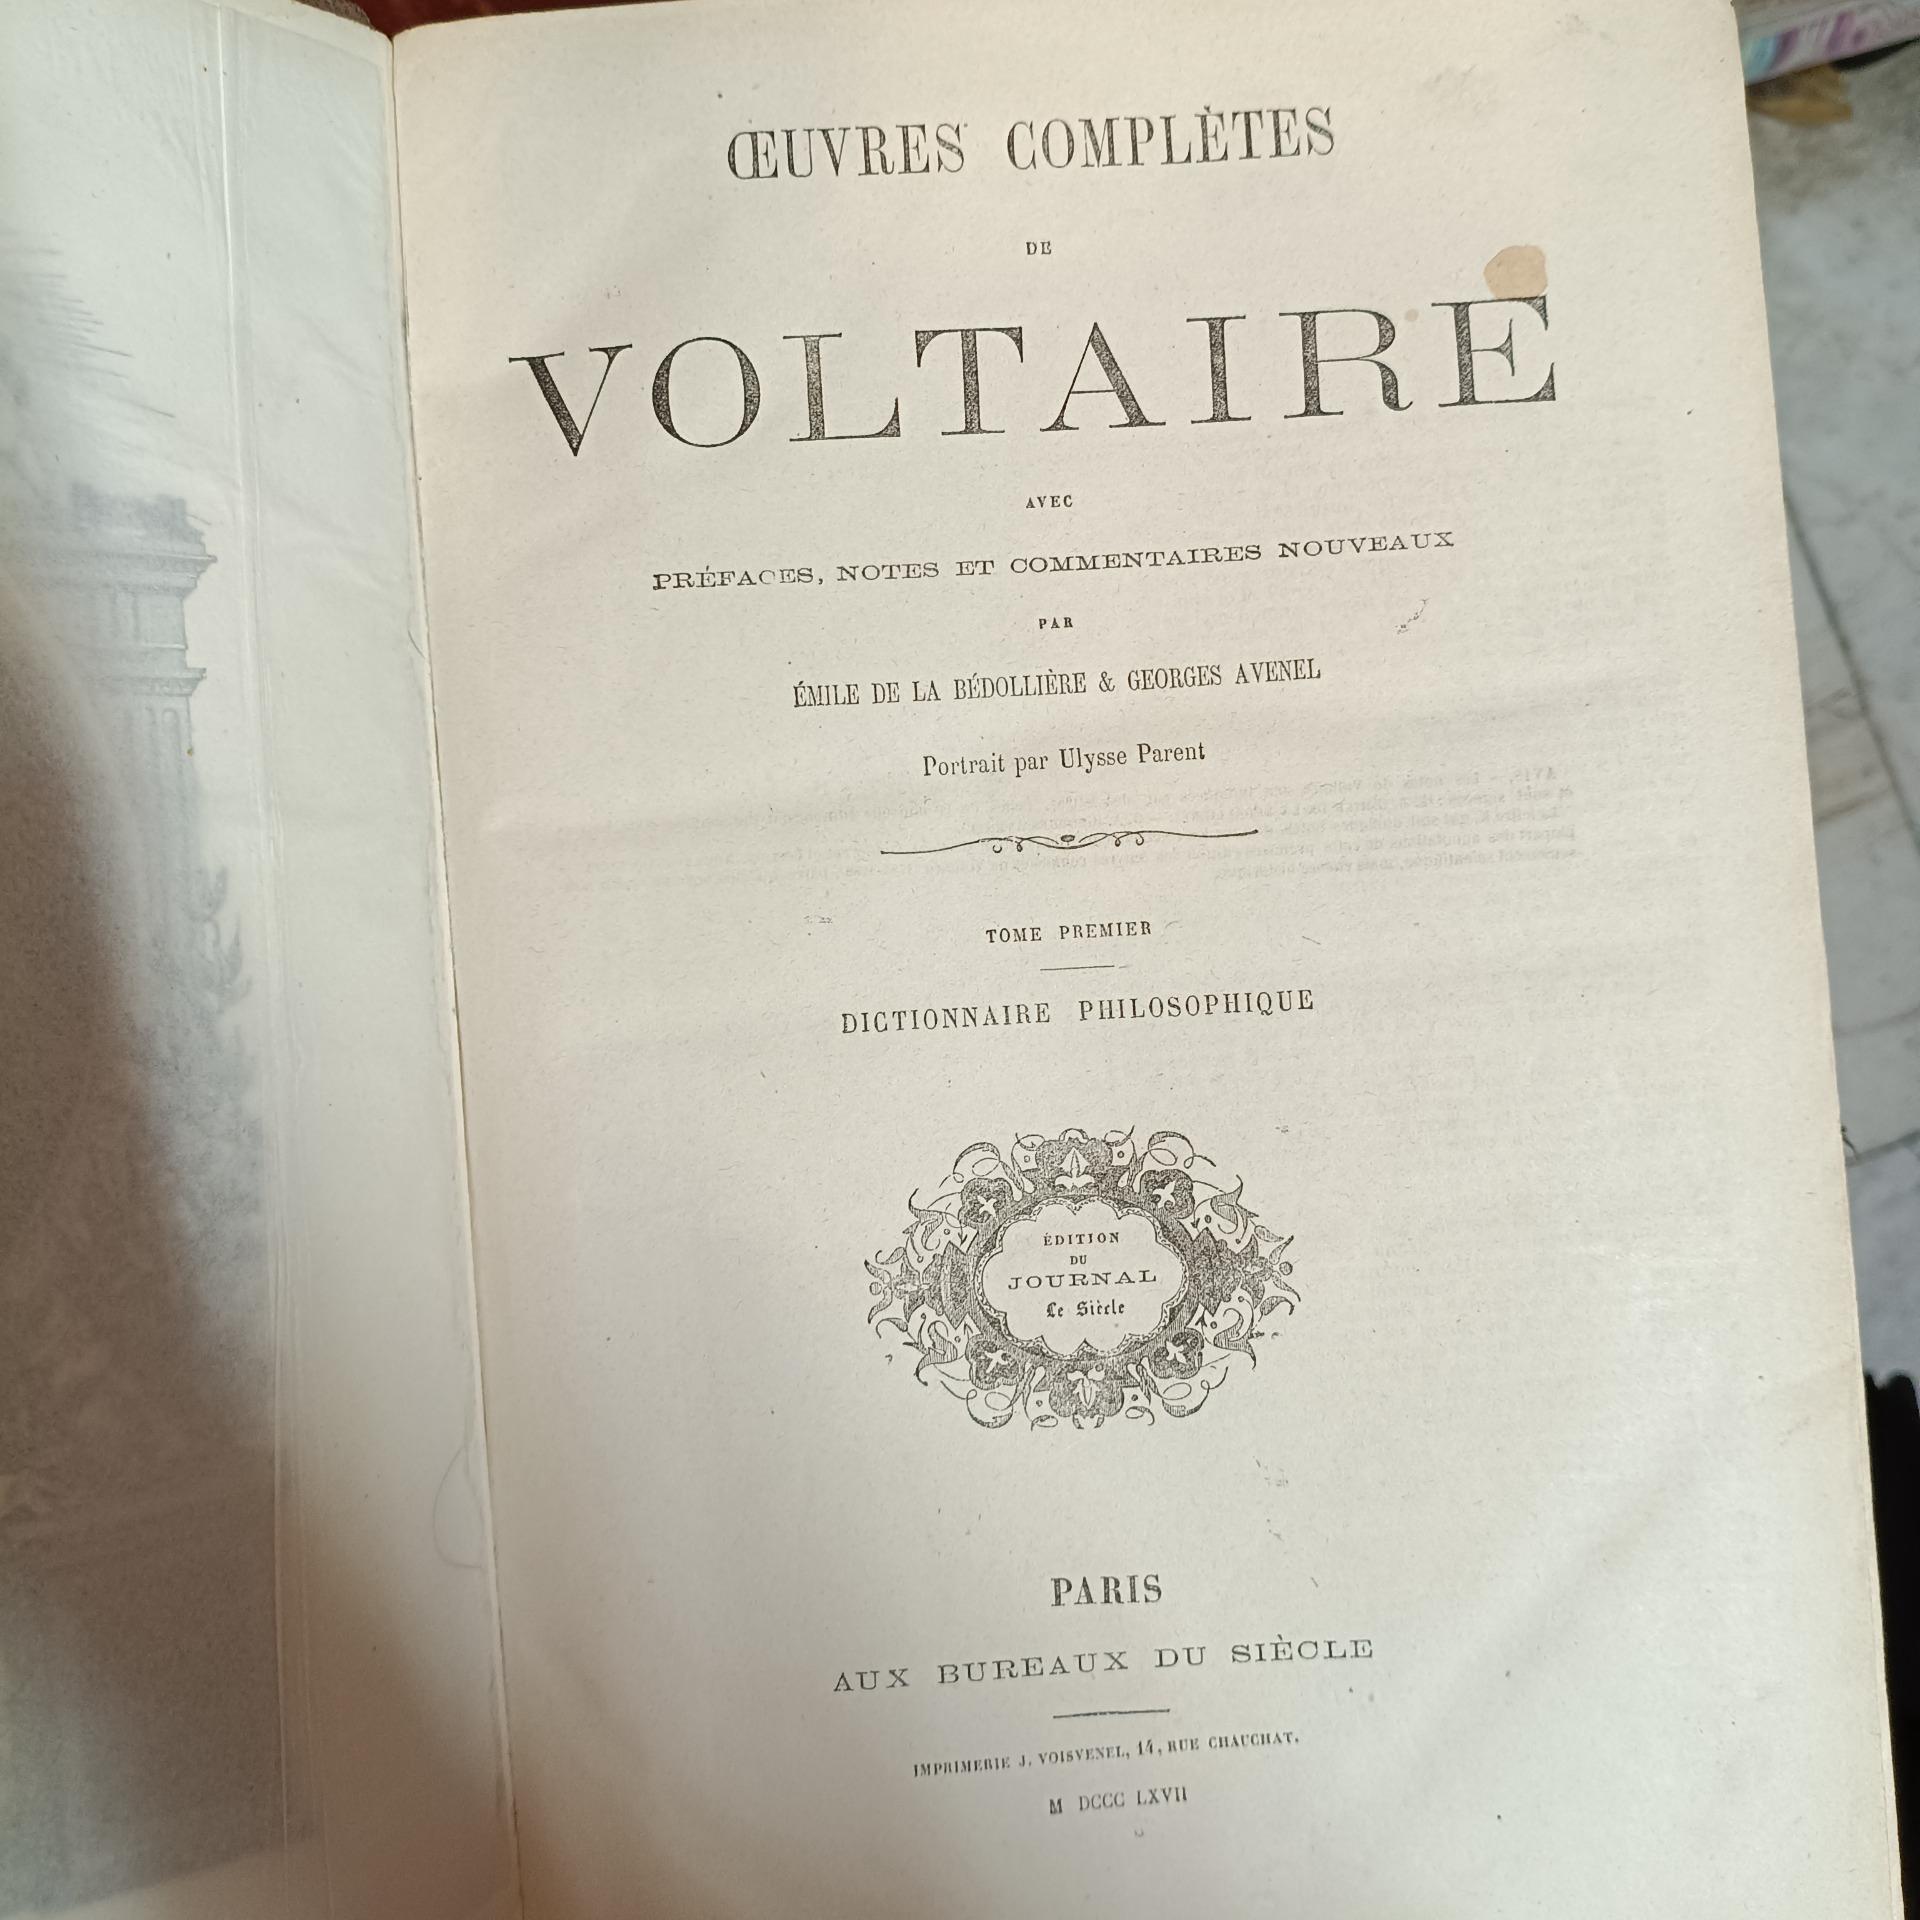 ŒUVRES COMPLÈTES
DE
VOLTAIRE
AVEC
PRÉFACES, NOTES ET COMMENTAIRES NOUVEAUX
PAR
ÉMILE DE LA BÉDOLLIÈRE & GEORGES AVENEL
Portrait par Ulysse Parent
TOME PREMIER
DICTIONNAIRE PHILOSOPHIQUE
ÉDITION
DU
JOURNAL
Le Siècle
PARIS
AUX BUREAUX DU SIÈCLE
IMPRIMERIE J. VOISVENEL, 14, RUE CHAUCHAT.
M DCCC LXVII